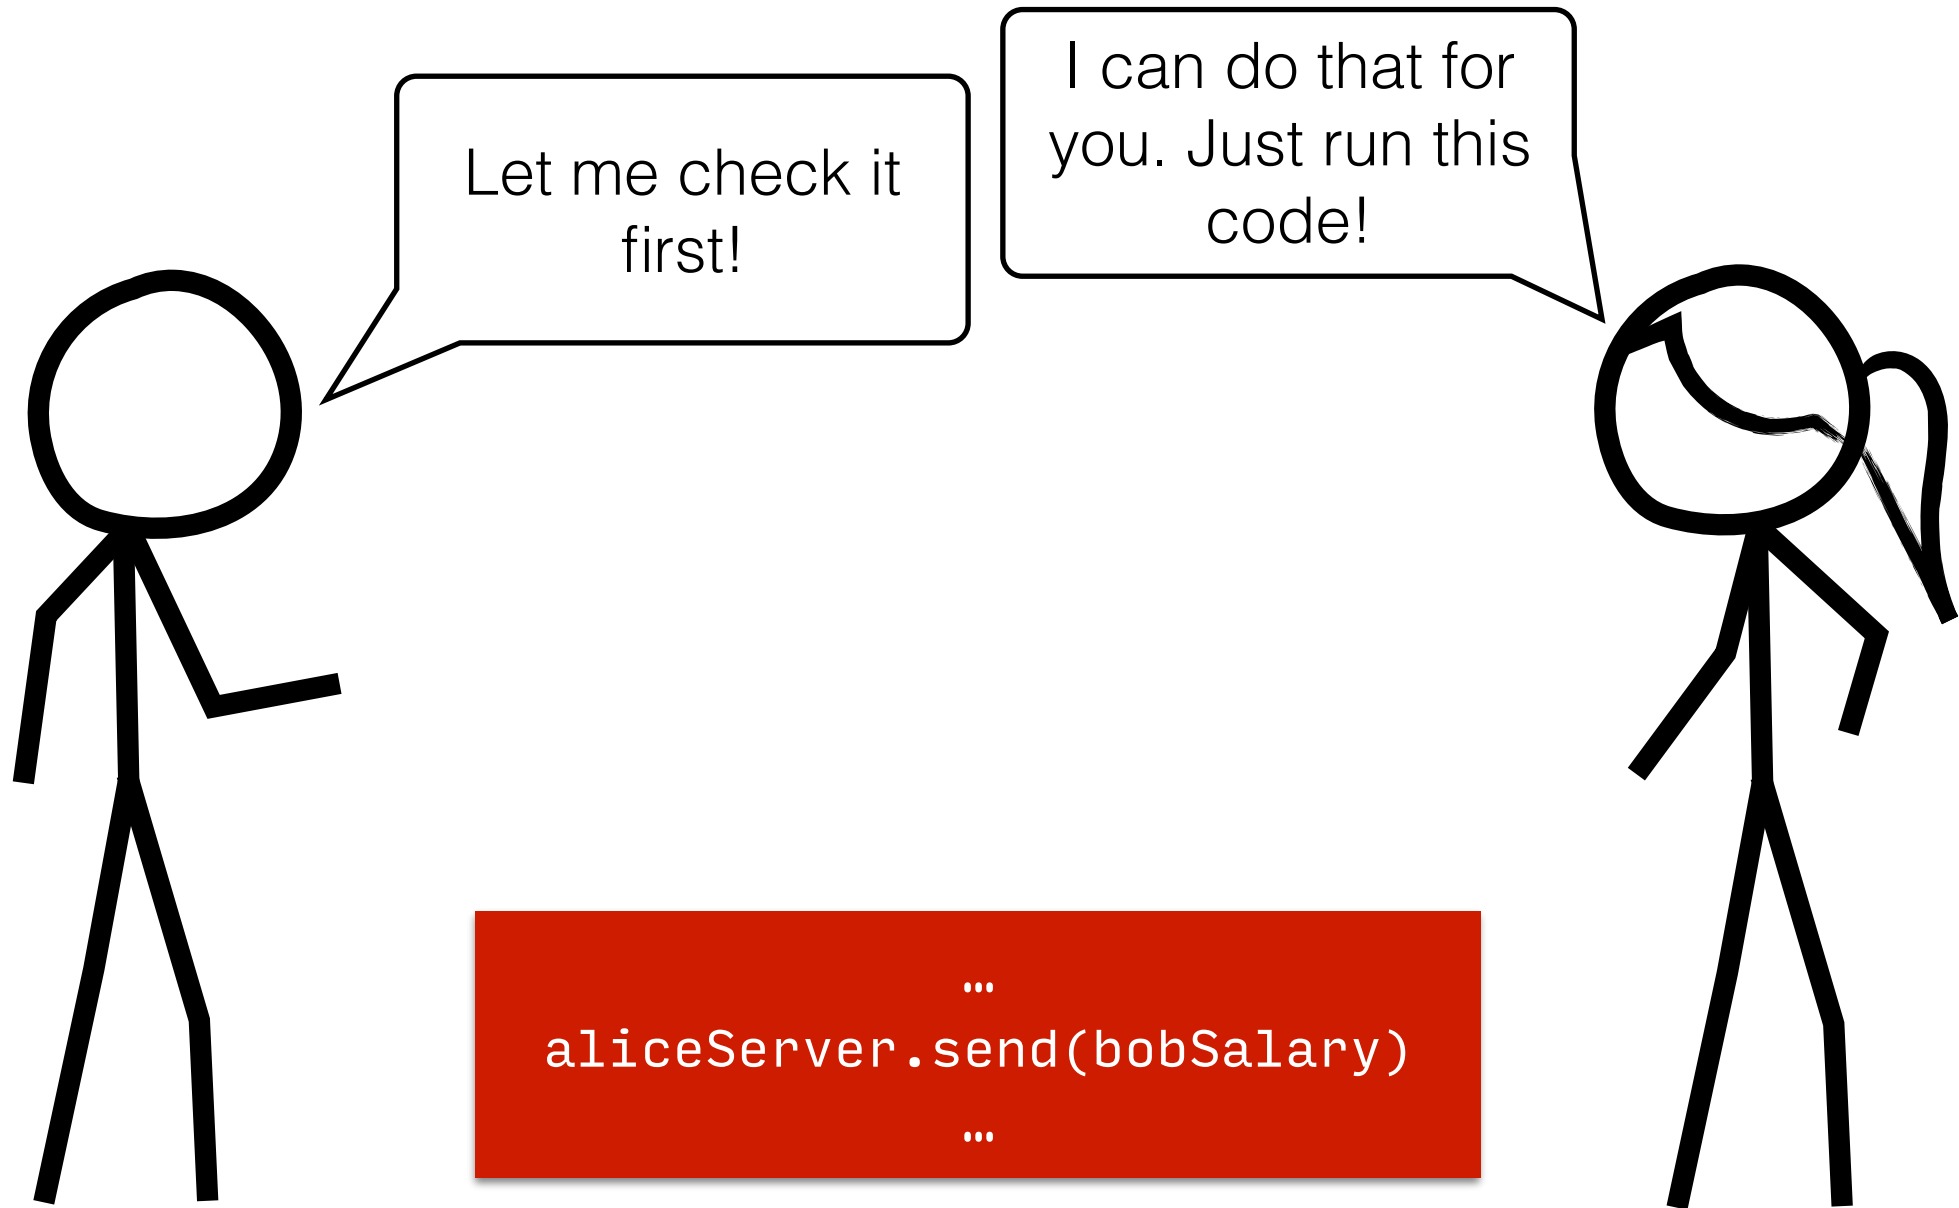 I can do that for
you. Just run this
code!
Let me check it
first!
…
aliceServer.send(bobSalary)
…